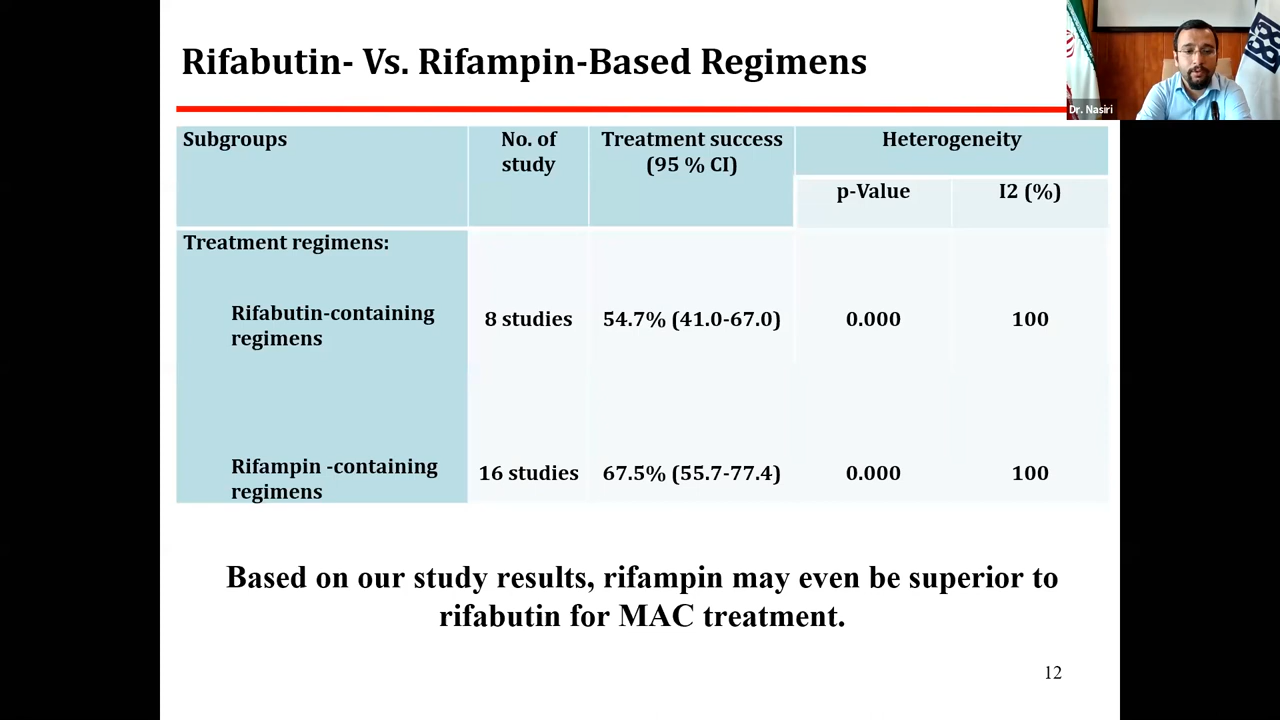 Rifabutin- Vs. Rifampin-Based Regimens
Dr. Nasiri
Subgroups
No. of
study
Treatment success
(95 % CI)
Heterogeneity
p-Value
I2 (%)
Treatment regimens:
Rifabutin-containing
regimens
8 studies
54.7% (41.0-67.0)
0.000
100
Rifampin -containing
regimens
16 studies
67.5% (55.7-77.4)
0.000
100
Based on our study results, rifampin may even be superior to
rifabutin for MAC treatment.
12